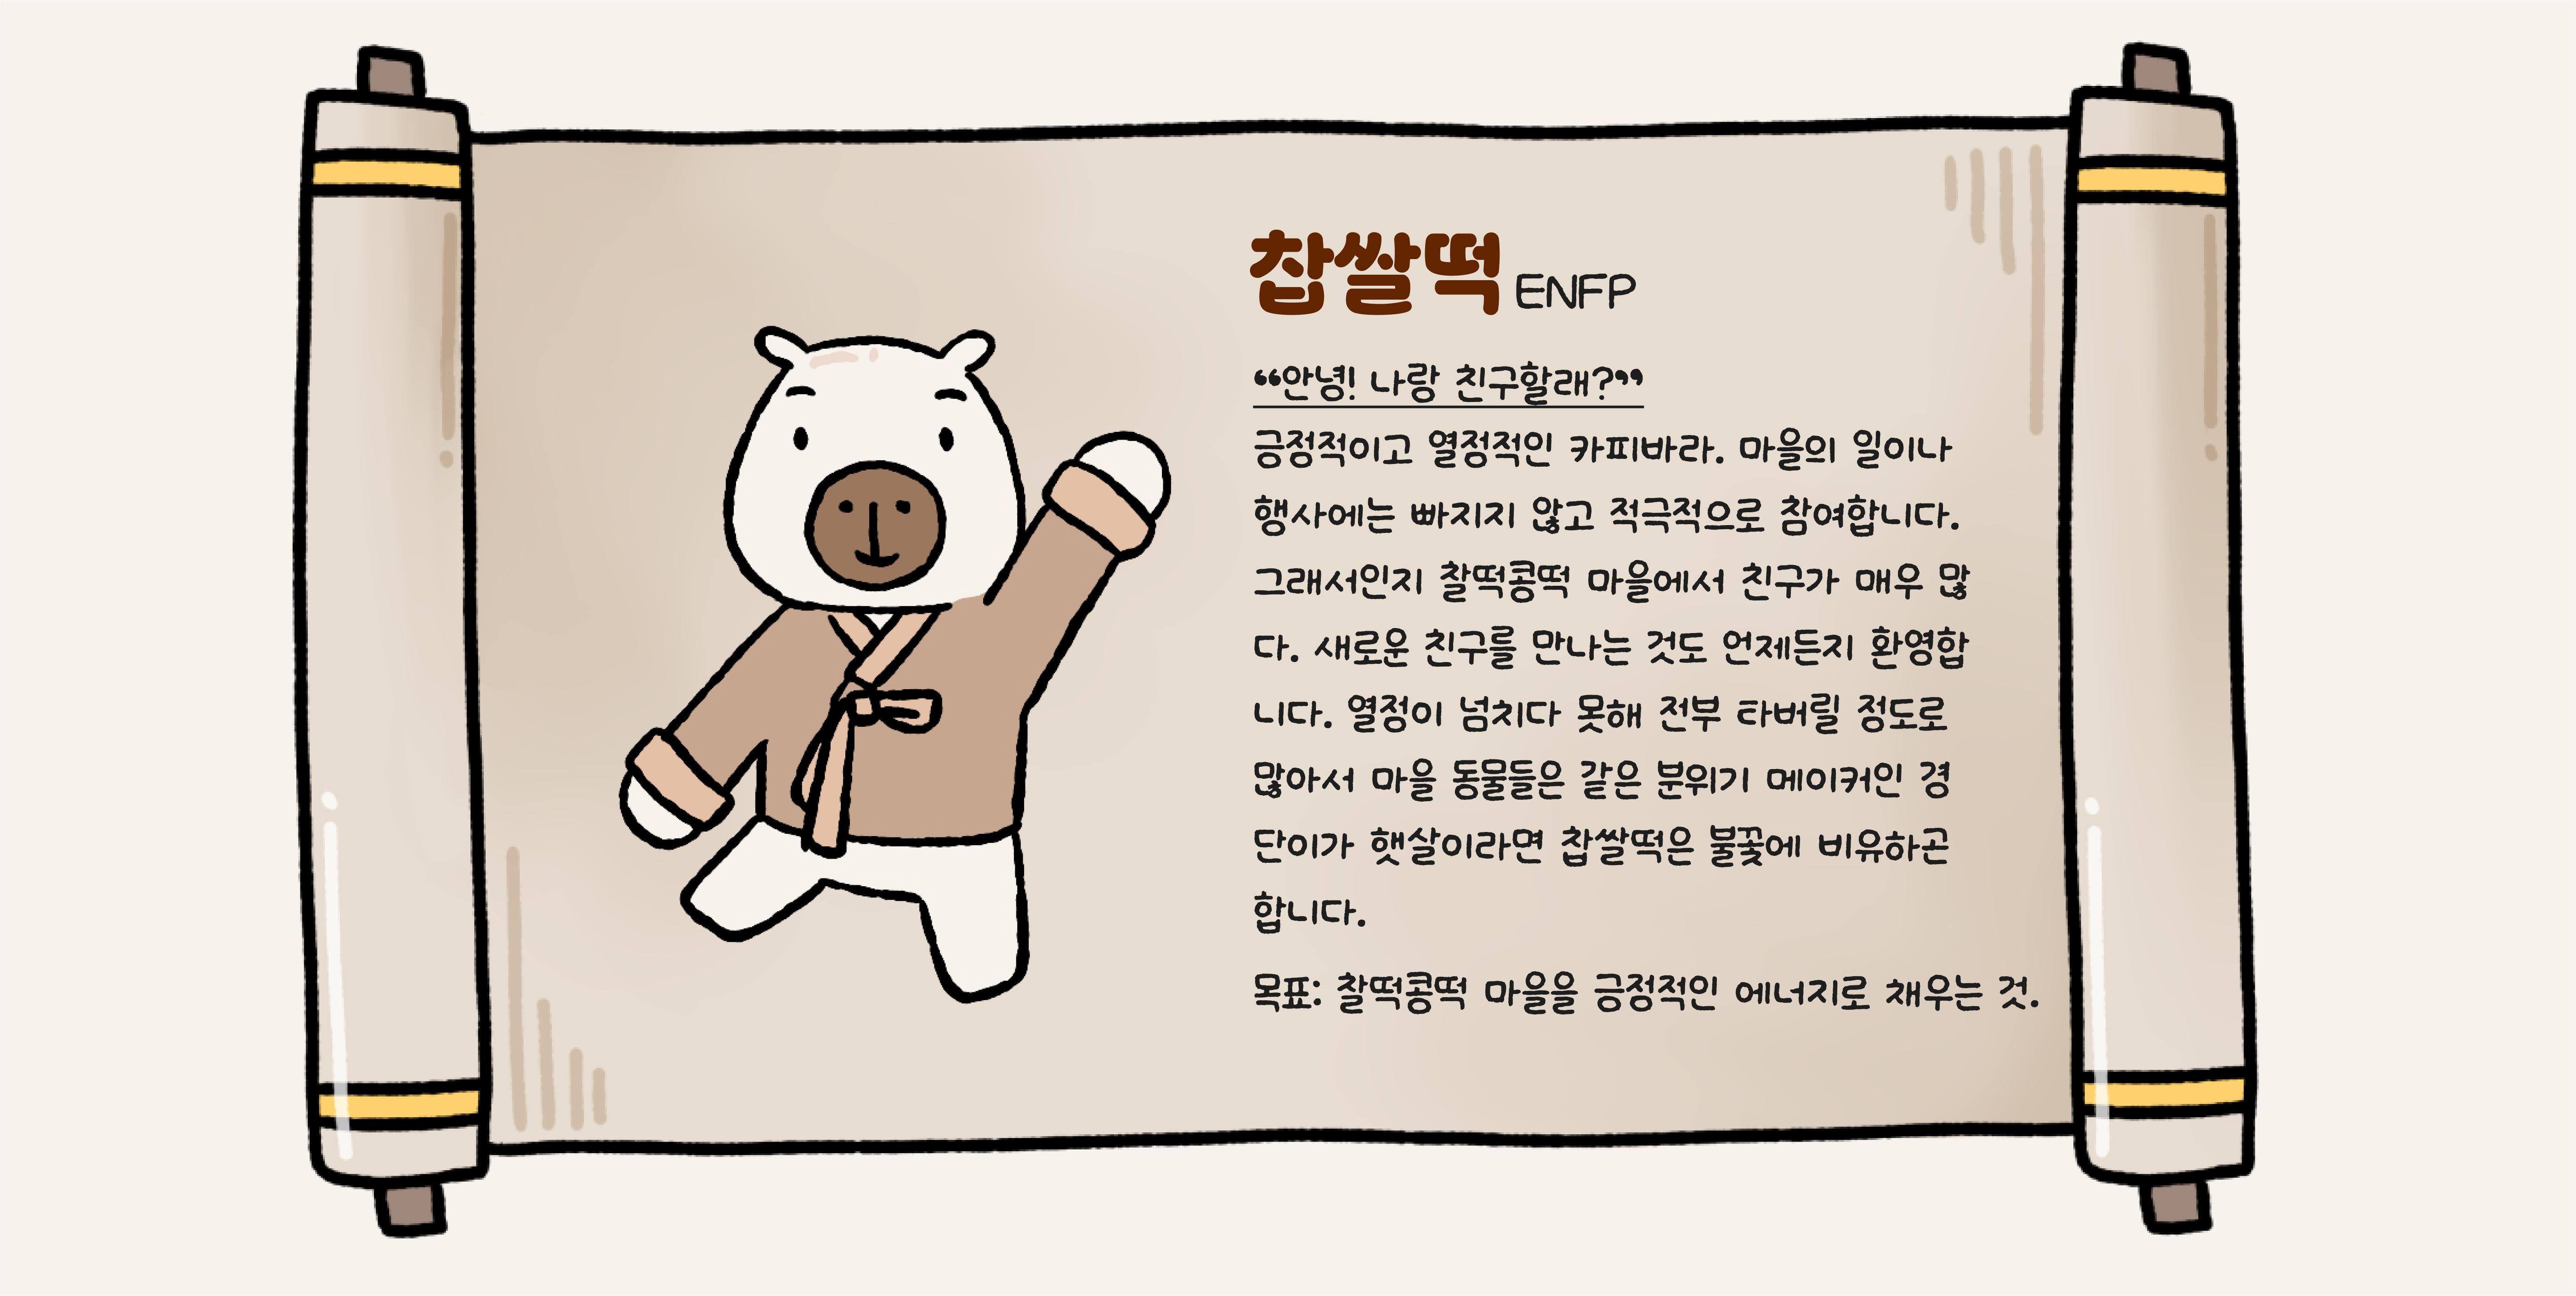 찹쌀떡 ENFP
“안녕! 나랑 친구할래?”
긍정적이고 열정적인 카피바라. 마을의 일이나
행사에는 빠지지 않고 적극적으로 참여합니다.
그래서인지 찰떡콩떡 마을에서 친구가 매우 많
다. 새로운 친구를 만나는 것도 언제든지 환영합
니다. 열정이 넘치다 못해 전부 타버릴 정도로
많아서 마을 동물들은 같은 분위기 메이커인 경
단이가 햇살이라면 찹쌀떡은 불꽃에 비유하곤
합니다.
목표: 찰떡콩떡 마을을 긍정적인 에너지로 채우는 것.